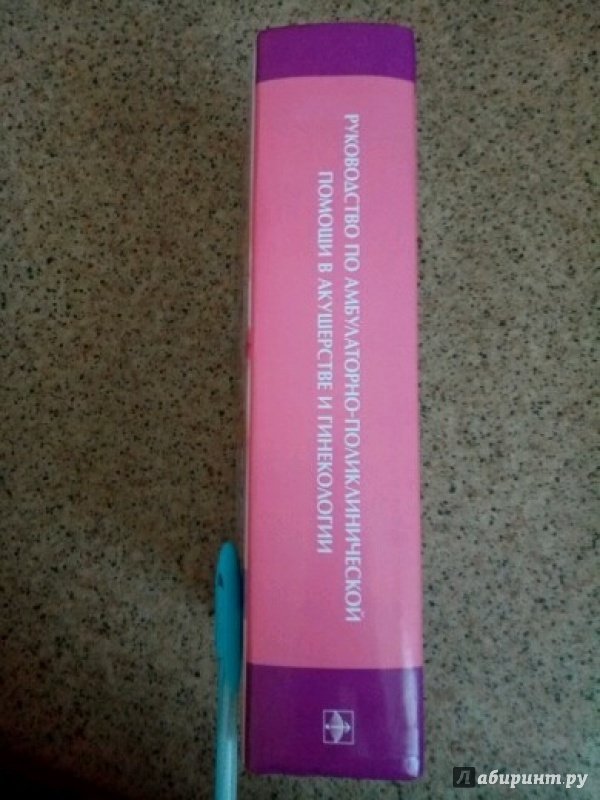 РУКОВОДСТВО ПО АМБУЛАТОРНО-ПОЛИКЛИНИЧЕСКОЙ
ПОМОЩИ В АКУШЕРСТВЕ И ГИНЕКОЛОГИИ
Лабиринт.ру